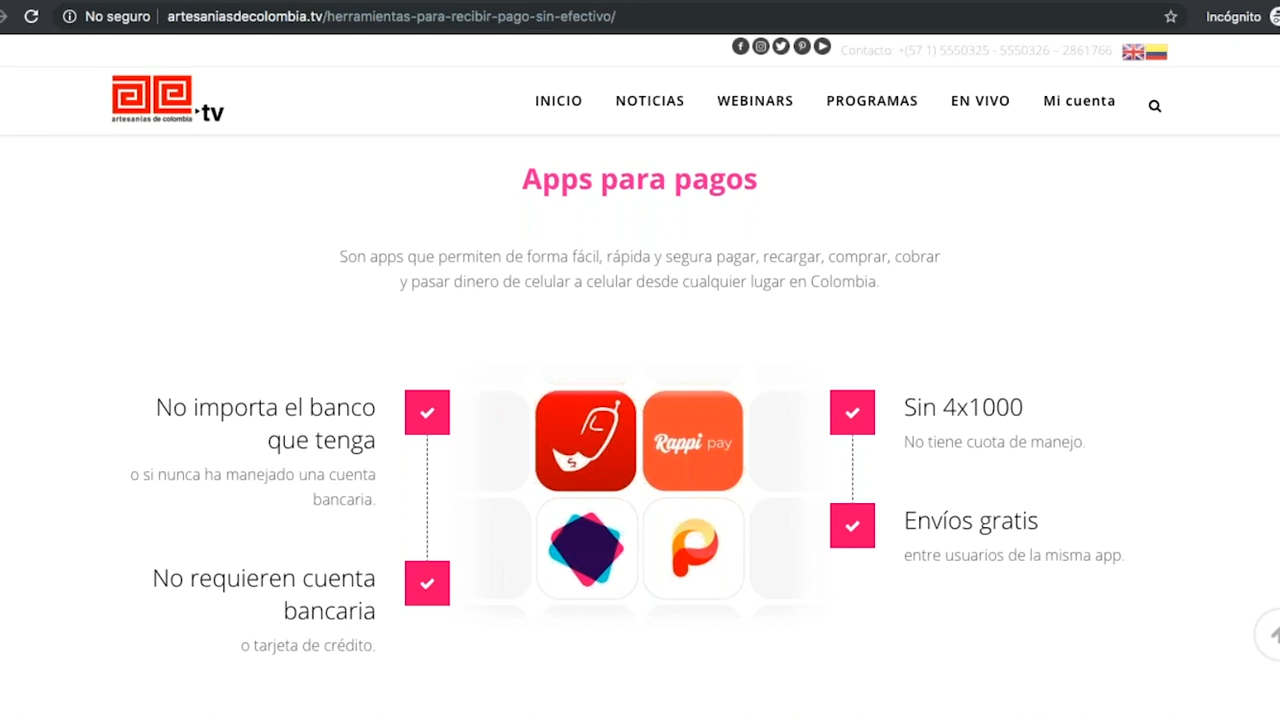 No seguro
artesaniasdecolombia.tv/herramientas-para-recibir-pago-sin-efectivo/
Incógnito
Contacto: +(57 1) 5550325 - 5550326 – 2861766
artesanías de colombia
tv
INICIO
NOTICIAS
WEBINARS
PROGRAMAS
EN VIVO
Mi cuenta
Apps para pagos
Son apps que permiten de forma fácil, rápida y segura pagar, recargar, comprar, cobrar
y pasar dinero de celular a celular desde cualquier lugar en Colombia.
No importa el banco
que tenga
o si nunca ha manejado una cuenta
bancaria.
No requieren cuenta
bancaria
o tarjeta de crédito.
Rappi pay
Sin 4x1000
No tiene cuota de manejo.
Envíos gratis
entre usuarios de la misma app.